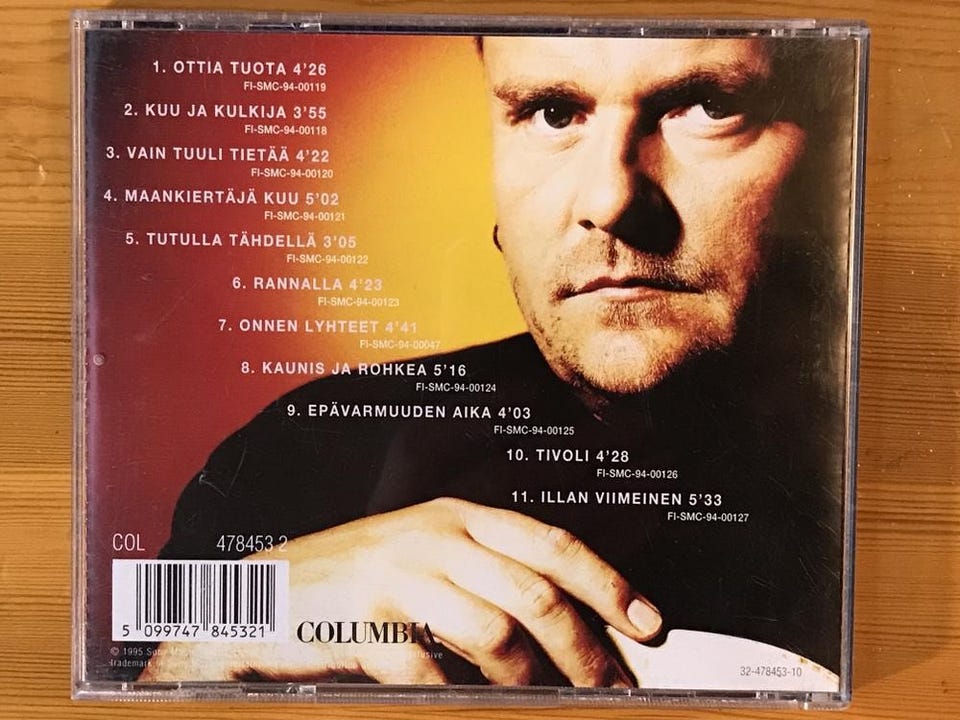 1. OTTIA TUOTA 4'26
FI-SMC-94-00119
2. KUU JA KULKIJA 3'55
FI-SMC-94-00118
3. VAIN TUULI TIETÄÄ 4'22
FI-SMC-94-00120
4. MAANKIERTÄJÄ KUU 5'02
FI-SMC-94-00121
5. TUTULLA TÄHDELLÄ 3'05
FI-SMC-94-00122
6. RANNALLA 4'23
FI-SMC-94-00123
7. ONNEN LYHTEET 4'41
FI-SMC-94-00047
8. KAUNIS JA ROHKEA 5'16
FI-SMC-94-00124
9. EPÄVARMUUDEN AIKA 4'03
FI-SMC-94-00125
10. TIVOLI 4'28
FI-SMC-94-00126
11. ILLAN VIIMEINEN 5'33
FI-SMC-94-00127
COL 478453 2
5 099747 845321
COLUMBIA
© 1995 Sony
Trademark
32-478453-10